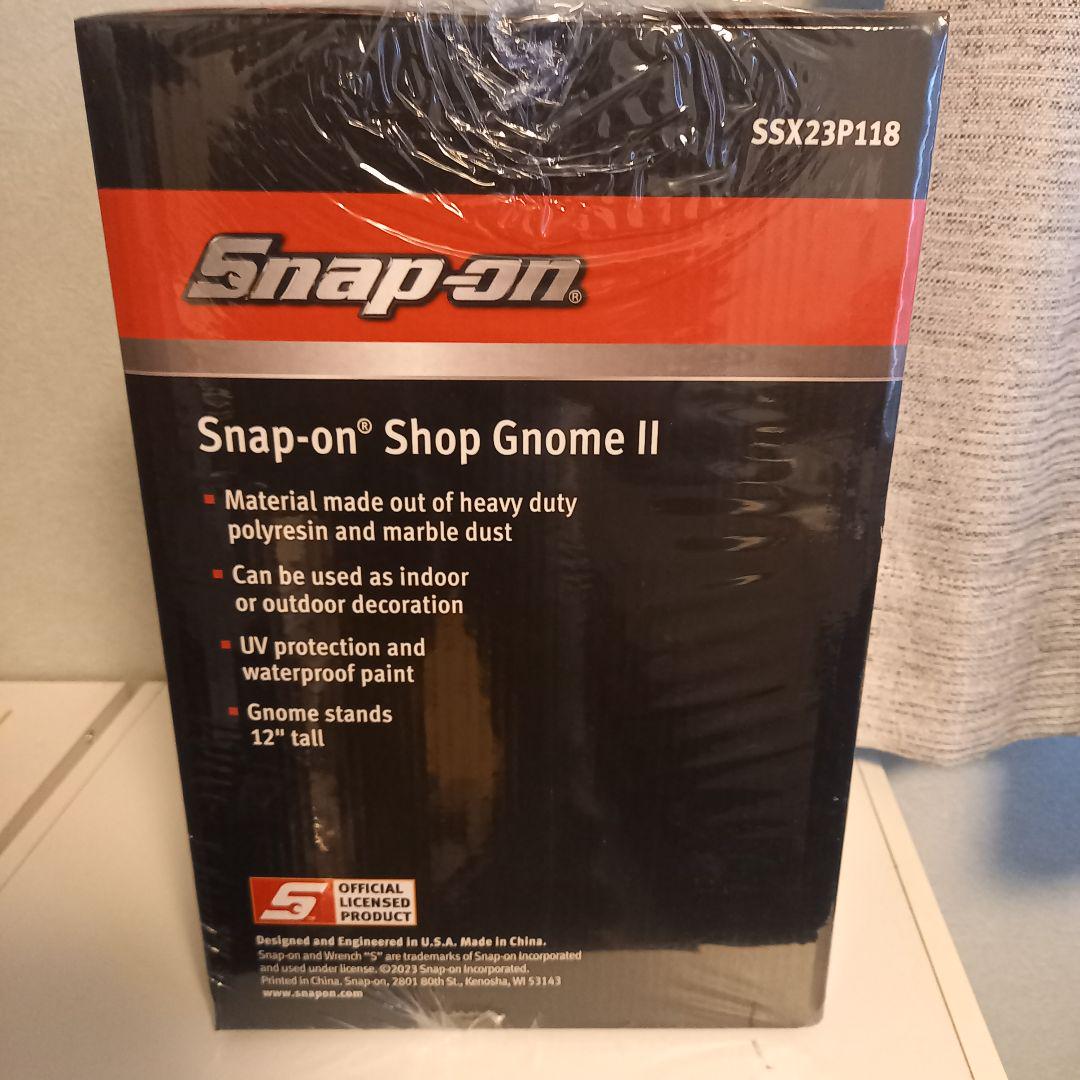 SSX23P118
Snap-on®
Snap-on® Shop Gnome II
▪ Material made out of heavy duty
polyresin and marble dust
▪ Can be used as indoor
or outdoor decoration
▪ UV protection and
waterproof paint
▪ Gnome stands
12" tall
S
OFFICIAL
LICENSED
PRODUCT
Designed and Engineered in U.S.A. Made in China.
Snap-on and Wrench "S" are trademarks of Snap-on Incorporated
and used under license. ©2023 Snap-on Incorporated.
Printed in China. Snap-on, 2801 80th St., Kenosha, WI 53143
www.snapon.com